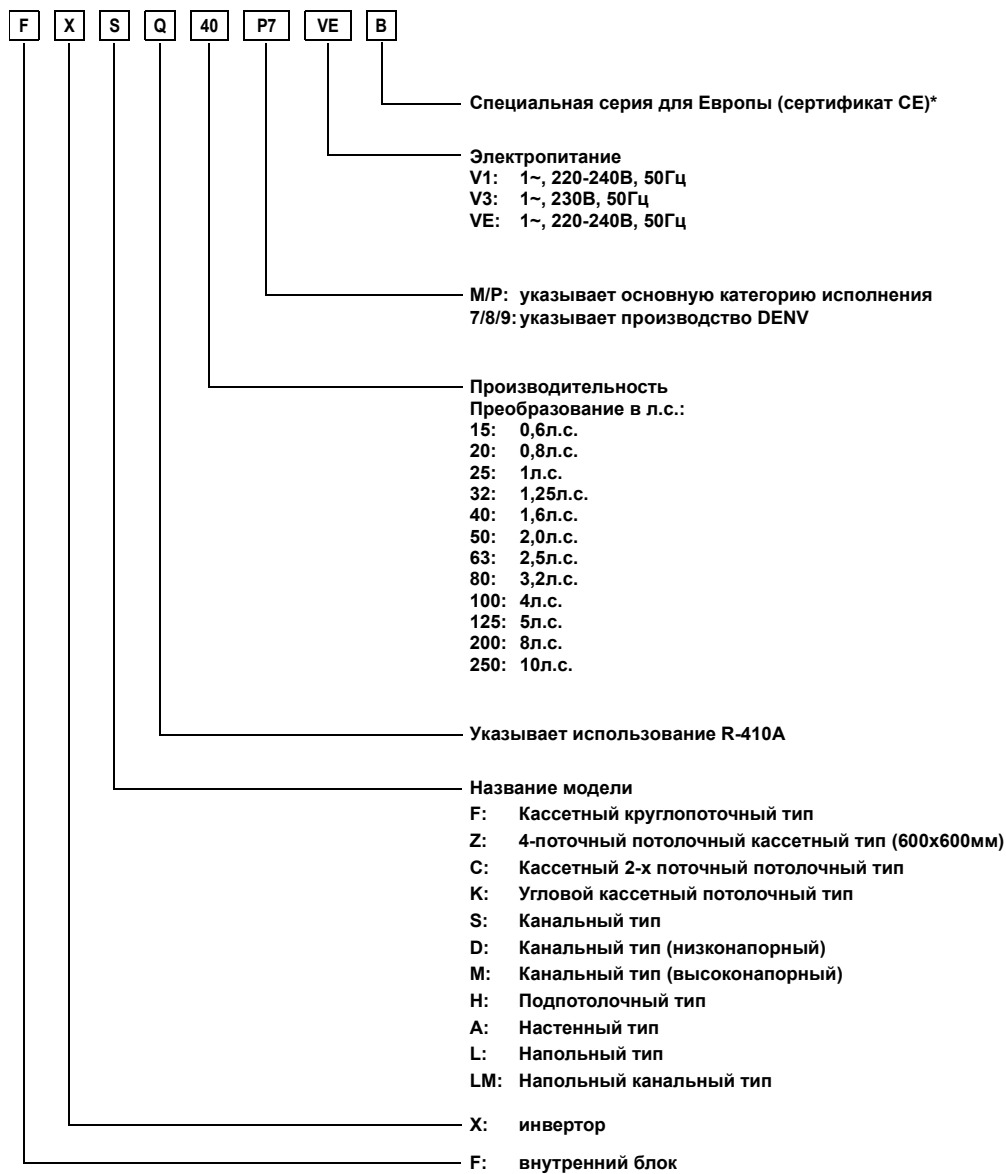 F X S Q 40 P7 VE B
Специальная серия для Европы (сертификат CE)*
Электропитание
V1: 1~, 220-240В, 50Гц
V3: 1~, 230В, 50Гц
VE: 1~, 220-240В, 50Гц
M/P: указывает основную категорию исполнения
7/8/9: указывает производство DENV
Производительность
Преобразование в л.с.:
15: 0,6л.с.
20: 0,8л.с.
25: 1л.с.
32: 1,25л.с.
40: 1,6л.с.
50: 2,0л.с.
63: 2,5л.с.
80: 3,2л.с.
100: 4л.с.
125: 5л.с.
200: 8л.с.
250: 10л.с.
Указывает использование R-410A
Название модели
F: Кассетный круглопоточный тип
Z: 4-поточный потолочный кассетный тип (600x600мм)
C: Кассетный 2-х поточный потолочный тип
K: Угловой кассетный потолочный тип
S: Канальный тип
D: Канальный тип (низконапорный)
M: Канальный тип (высоконапорный)
H: Подпотолочный тип
A: Настенный тип
L: Напольный тип
LM: Напольный канальный тип
X: инвертор
F: внутренний блок